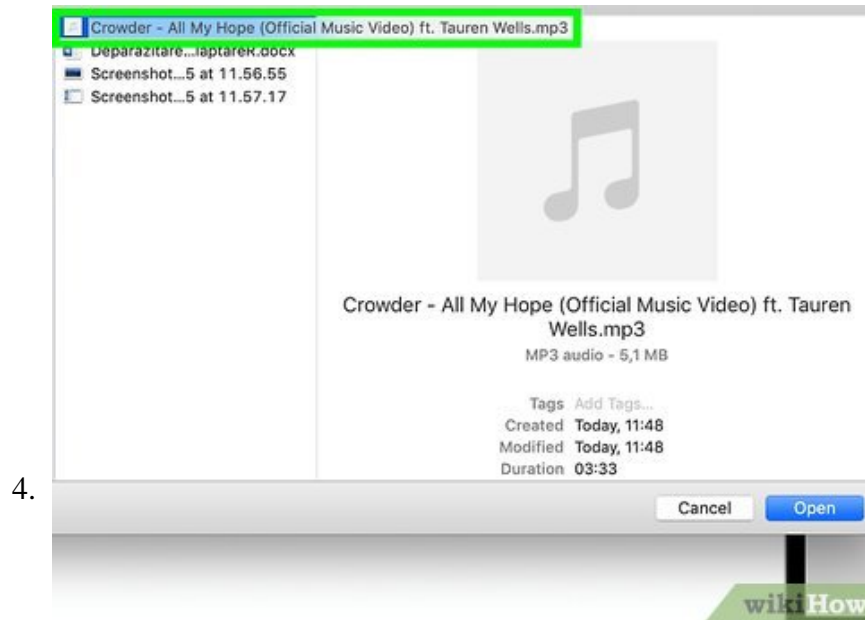 Crowder - All My Hope (Official Music Video) ft. Tauren Wells.mp3
Deparazitare...laptareR.docx
Screenshot...5 at 11.56.55
Screenshot...5 at 11.57.17
Crowder - All My Hope (Official Music Video) ft. Tauren
Wells.mp3
MP3 audio - 5,1 MB
Tags Add Tags...
Created Today, 11:48
Modified Today, 11:48
Duration 03:33
4.
Cancel Open
wikiHow